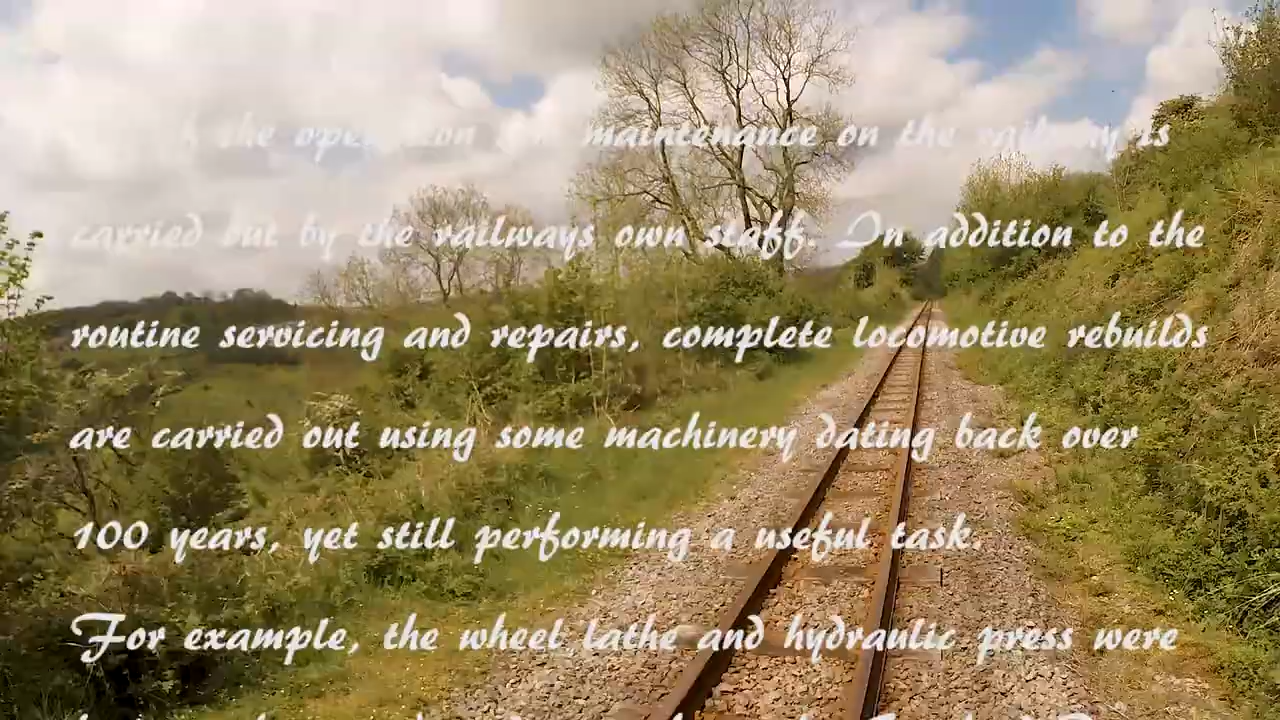 the operation and maintenance on the railway is
carried out by the railways own staff. In addition to the
routine servicing and repairs, complete locomotive rebuilds
are carried out using some machinery dating back over
100 years, yet still performing a useful task.
For example, the wheel lathe and hydraulic press were